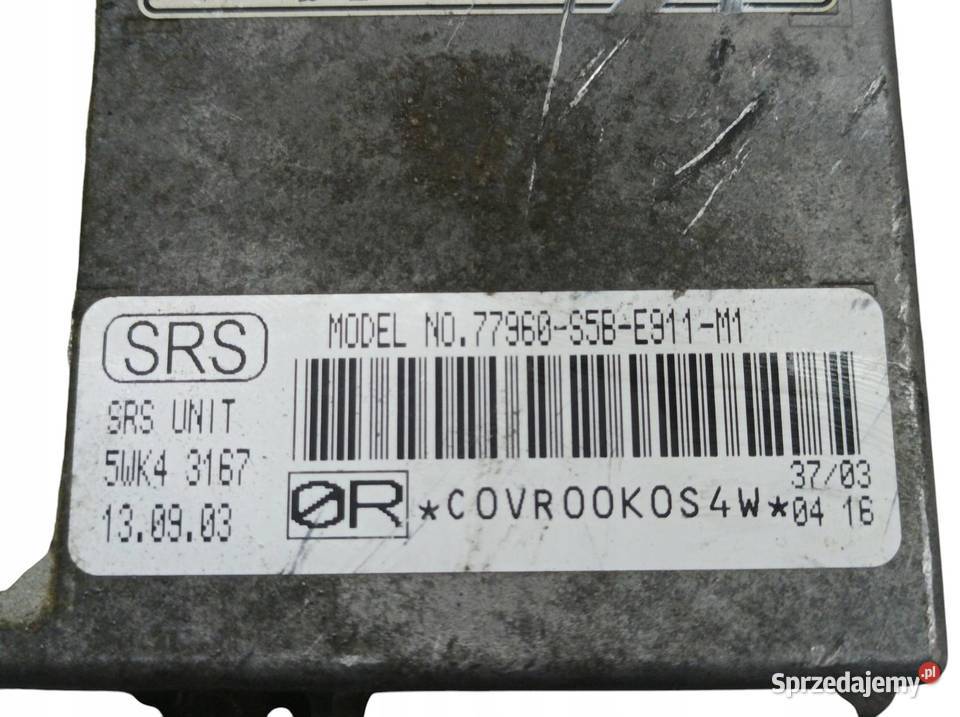 SRS
MODEL NO.77960-S5B-E911-M1
SRS UNIT
5WK4 3167
13.09.03
0R
*C0VR00K0S4W*
37/03
04 16
Sprzedajemy.pl